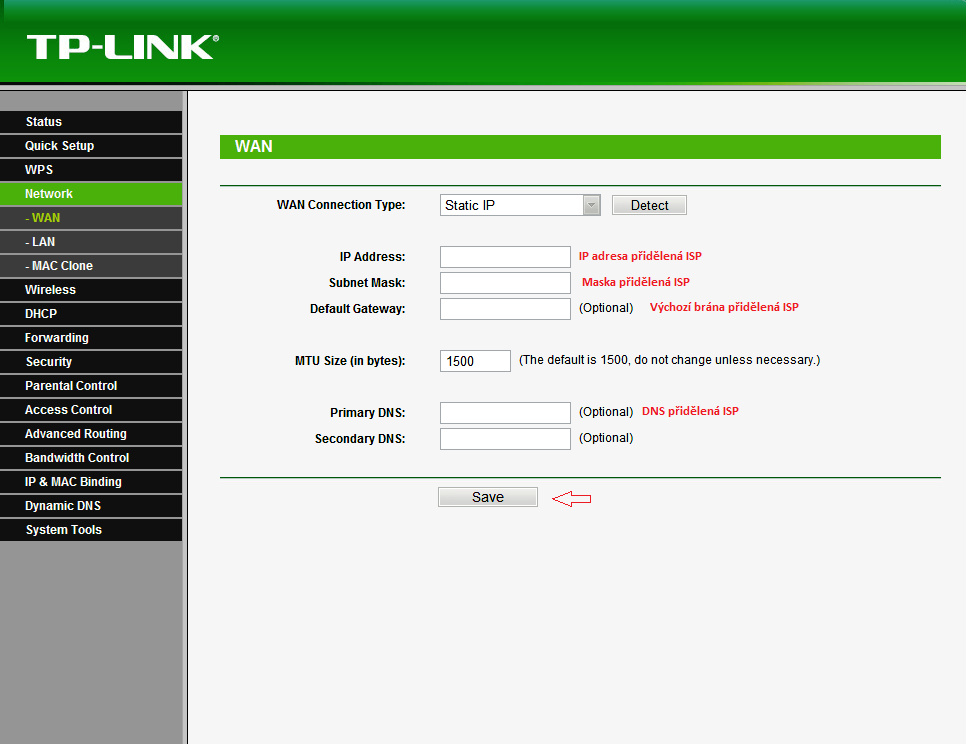 TP-LINK®
Status
Quick Setup
WPS
Network
- WAN
- LAN
- MAC Clone
Wireless
DHCP
Forwarding
Security
Parental Control
Access Control
Advanced Routing
Bandwidth Control
IP & MAC Binding
Dynamic DNS
System Tools
WAN
WAN Connection Type: Static IP Detect
IP Address: IP adresa přidělená ISP
Subnet Mask: Maska přidělená ISP
Default Gateway: (Optional) Výchozí brána přidělená ISP
MTU Size (in bytes): 1500 (The default is 1500, do not change unless necessary.)
Primary DNS: (Optional) DNS přidělená ISP
Secondary DNS: (Optional)
Save